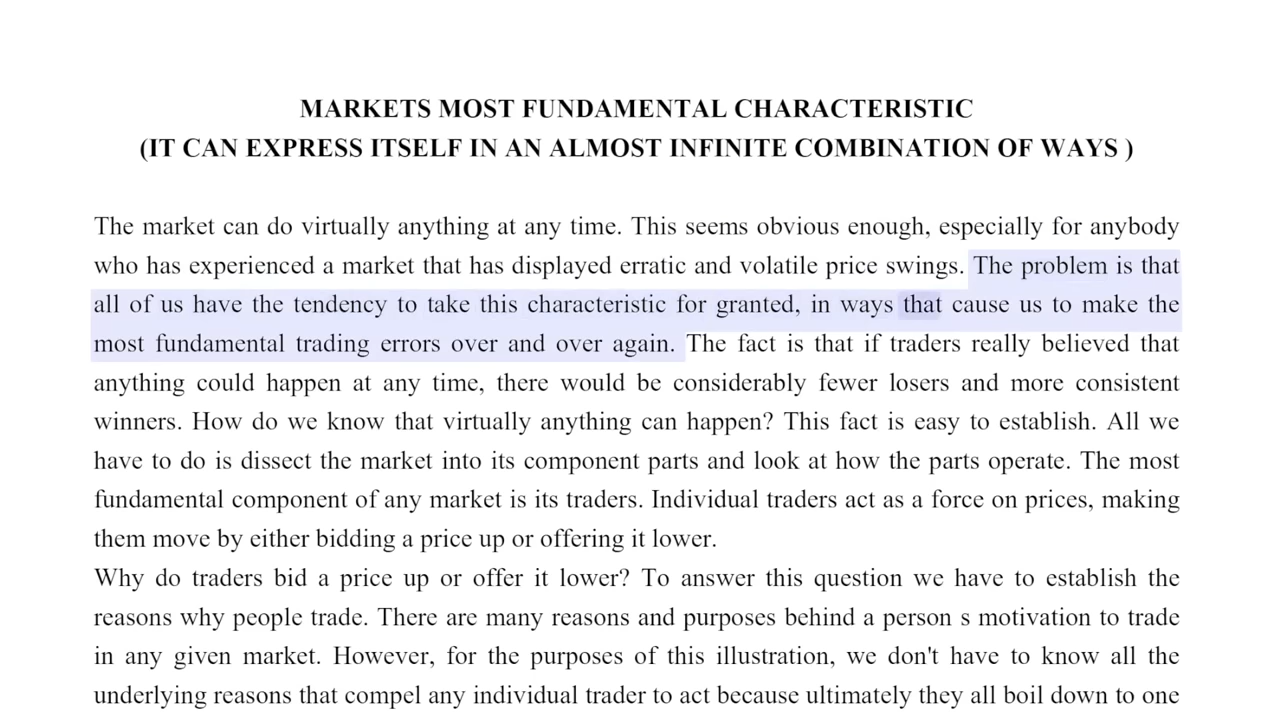 MARKETS MOST FUNDAMENTAL CHARACTERISTIC
(IT CAN EXPRESS ITSELF IN AN ALMOST INFINITE COMBINATION OF WAYS )
The market can do virtually anything at any time. This seems obvious enough, especially for anybody
who has experienced a market that has displayed erratic and volatile price swings. The problem is that
all of us have the tendency to take this characteristic for granted, in ways that cause us to make the
most fundamental trading errors over and over again. The fact is that if traders really believed that
anything could happen at any time, there would be considerably fewer losers and more consistent
winners. How do we know that virtually anything can happen? This fact is easy to establish. All we
have to do is dissect the market into its component parts and look at how the parts operate. The most
fundamental component of any market is its traders. Individual traders act as a force on prices, making
them move by either bidding a price up or offering it lower.
Why do traders bid a price up or offer it lower? To answer this question we have to establish the
reasons why people trade. There are many reasons and purposes behind a person s motivation to trade
in any given market. However, for the purposes of this illustration, we don't have to know all the
underlying reasons that compel any individual trader to act because ultimately they all boil down to one